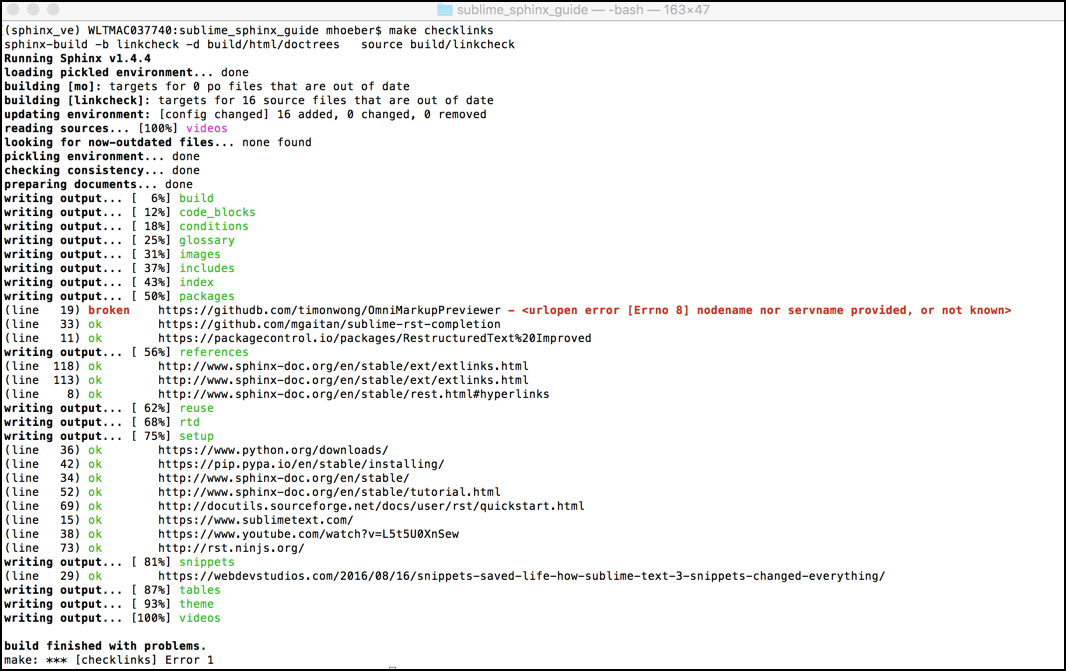 sublime_sphinx_guide — -bash — 163×47
(sphinx_ve) WLTMAC037740:sublime_sphinx_guide mhoeber$ make checklinks
sphinx-build -b linkcheck -d build/html/doctrees   source build/linkcheck
Running Sphinx v1.4.4
loading pickled environment... done
building [mo]: targets for 0 po files that are out of date
building [linkcheck]: targets for 16 source files that are out of date
updating environment: [config changed] 16 added, 0 changed, 0 removed
reading sources... [100%] videos
looking for now-outdated files... none found
pickling environment... done
checking consistency... done
preparing documents... done
writing output... [  6%] build
writing output... [ 12%] code_blocks
writing output... [ 18%] conditions
writing output... [ 25%] glossary
writing output... [ 31%] images
writing output... [ 37%] includes
writing output... [ 43%] index
writing output... [ 50%] packages
(line   19) broken    https://githudb.com/timonwong/OmniMarkupPreviewer - <urlopen error [Errno 8] nodename nor servname provided, or not known>
(line   33) ok        https://github.com/mgaitan/sublime-rst-completion
(line   11) ok        https://packagecontrol.io/packages/RestructuredText%20Improved
writing output... [ 56%] references
(line  118) ok        http://www.sphinx-doc.org/en/stable/ext/extlinks.html
(line  113) ok        http://www.sphinx-doc.org/en/stable/ext/extlinks.html
(line    8) ok        http://www.sphinx-doc.org/en/stable/rest.html#hyperlinks
writing output... [ 62%] reuse
writing output... [ 68%] rtd
writing output... [ 75%] setup
(line   36) ok        https://www.python.org/downloads/
(line   42) ok        https://pip.pypa.io/en/stable/installing/
(line   34) ok        http://www.sphinx-doc.org/en/stable/
(line   52) ok        http://www.sphinx-doc.org/en/stable/tutorial.html
(line   69) ok        http://docutils.sourceforge.net/docs/user/rst/quickstart.html
(line   15) ok        https://www.sublimetext.com/
(line   38) ok        https://www.youtube.com/watch?v=L5t5U0XnSew
(line   73) ok        http://rst.ninjs.org/
writing output... [ 81%] snippets
(line   29) ok        https://webdevstudios.com/2016/08/16/snippets-saved-life-how-sublime-text-3-snippets-changed-everything/
writing output... [ 87%] tables
writing output... [ 93%] theme
writing output... [100%] videos
build finished with problems.
make: *** [checklinks] Error 1